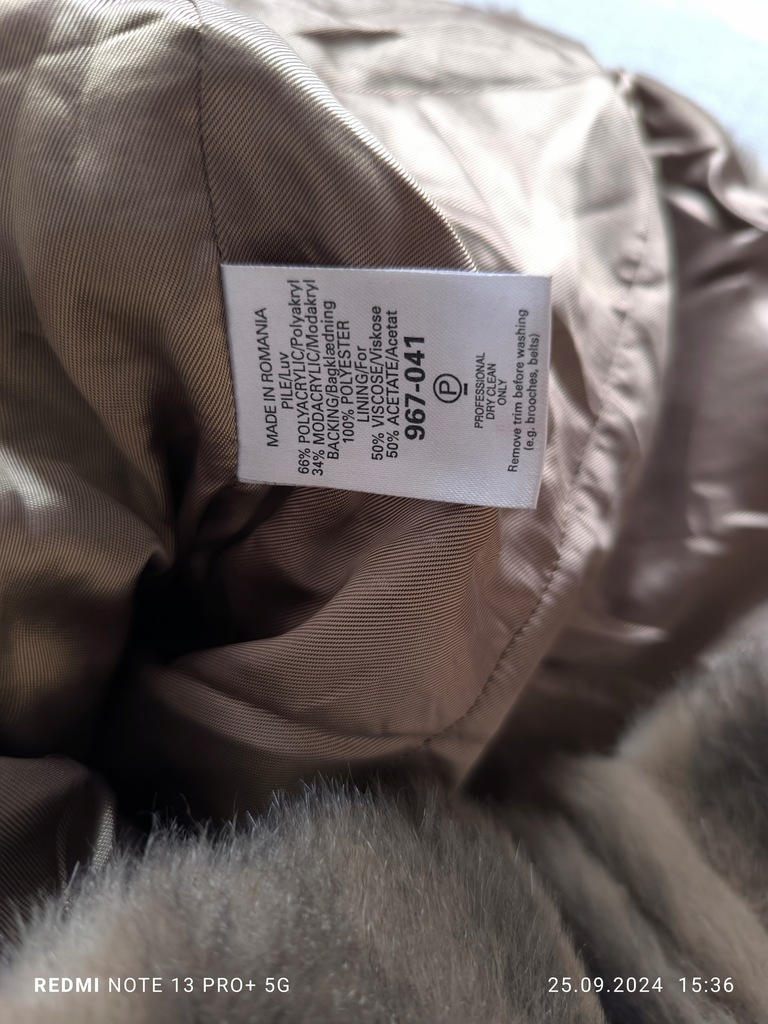 MADE IN ROMANIA
PILE/Luv
66% POLYACRYLIC/Polyakryl
34% MODACRYLIC/Modakryl
BACKING/Bagklædning
100% POLYESTER
LINING/For
50% VISCOSE/Viskose
50% ACETATE/Acetat
967-041
P
PROFESSIONAL
DRY CLEAN
ONLY
Remove trim before washing
(e.g. brooches, belts)
REDMI NOTE 13 PRO+ 5G
25.09.2024 15:36